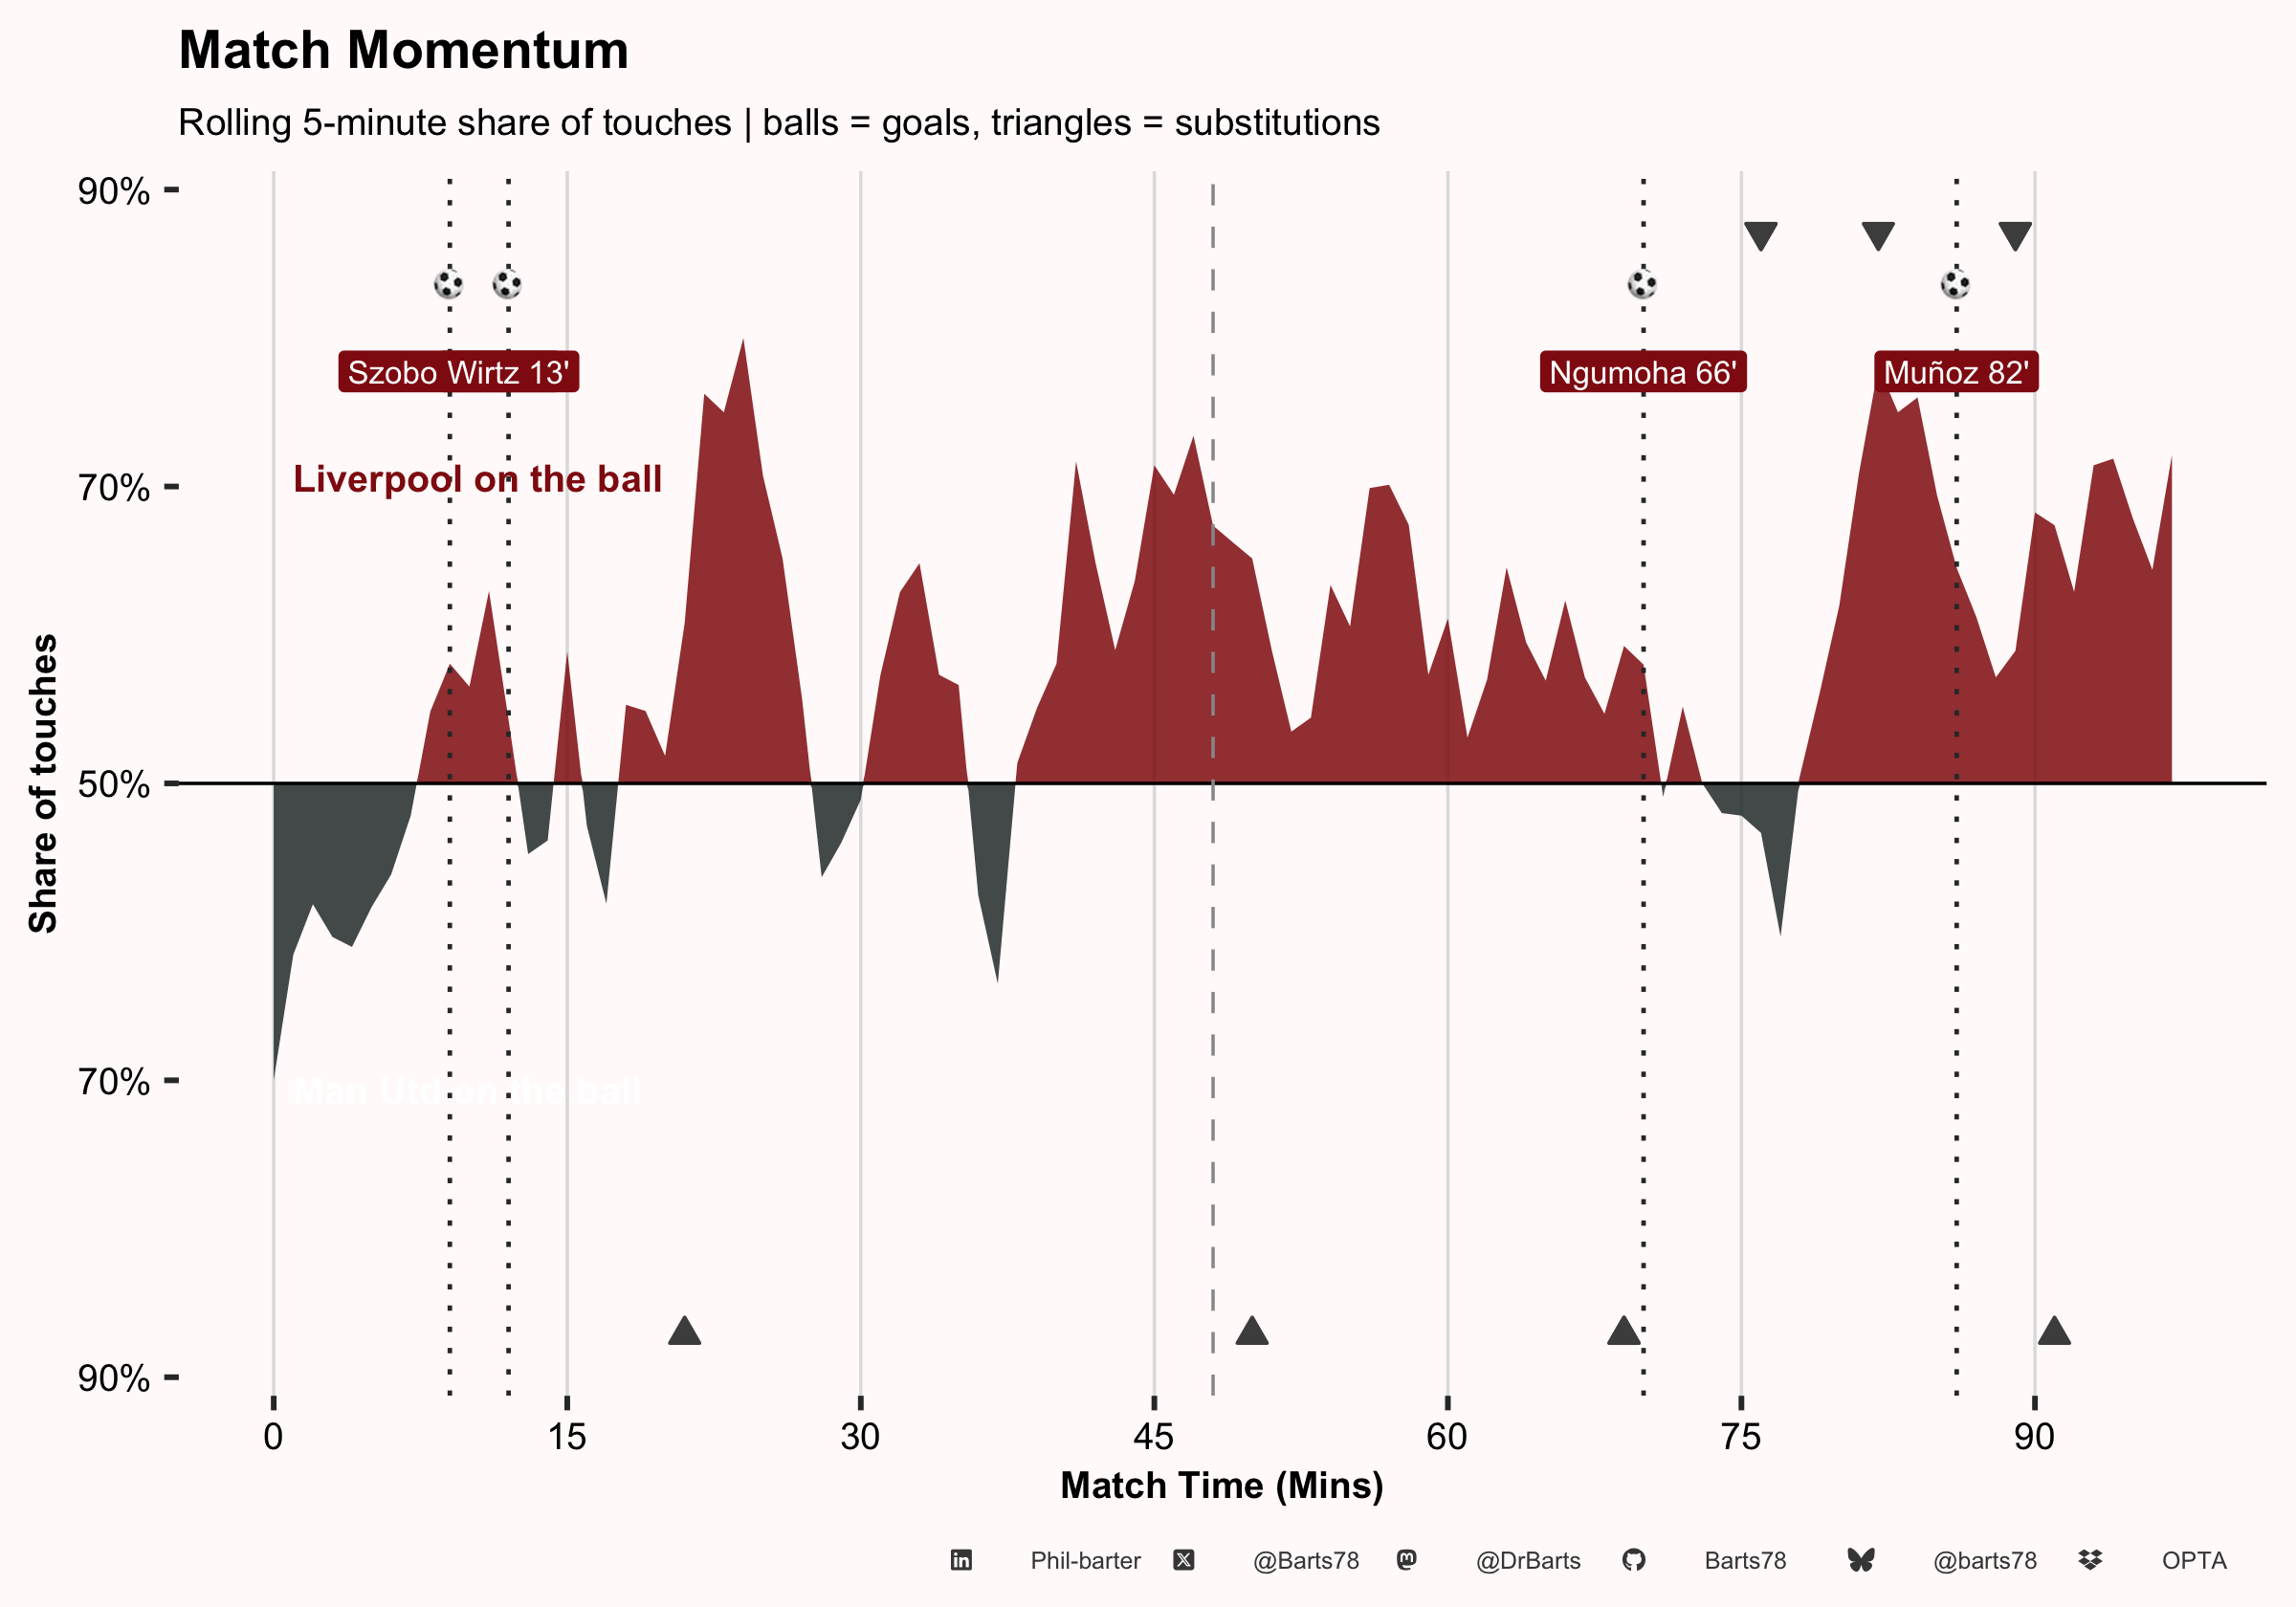 Match Momentum
Rolling 5-minute share of touches | balls = goals, triangles = substitutions
90%
Szobo
Wirtz 13'
Ngumoha 66'
Muñoz 82'
Liverpool on the ball
70%
50%
Share of touches
70%
Man Utd on the ball
90%
0 15 30 45 60 75 90
Match Time (Mins)
Phil-barter @Barts78 @DrBarts Barts78 @barts78 OPTA